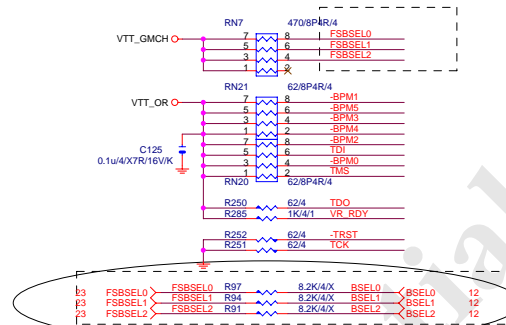 RN7 470/8P4R/4
VTT_GMCH 7 8 FSBSEL0
5 6 FSBSEL1
3 4 FSBSEL2
1 2
RN21 62/8P4R/4
VTT_OR 7 8 -BPM1
5 6 -BPM5
3 4 -BPM3
1 2 -BPM4
7 8 -BPM2
C125 5 6 TDI
0.1u/4/X7R/16V/K 3 4 -BPM0
1 2 TMS
RN20 62/8P4R/4
R250 62/4 TDO
R285 1K/4/1 VR_RDY
R252 62/4 -TRST
R251 62/4 TCK
23 FSBSEL0 FSBSEL0 R97 8.2K/4/X BSEL0 BSEL0 12
23 FSBSEL1 FSBSEL1 R94 8.2K/4/X BSEL1 BSEL1 12
23 FSBSEL2 FSBSEL2 R91 8.2K/4/X BSEL2 BSEL2 12